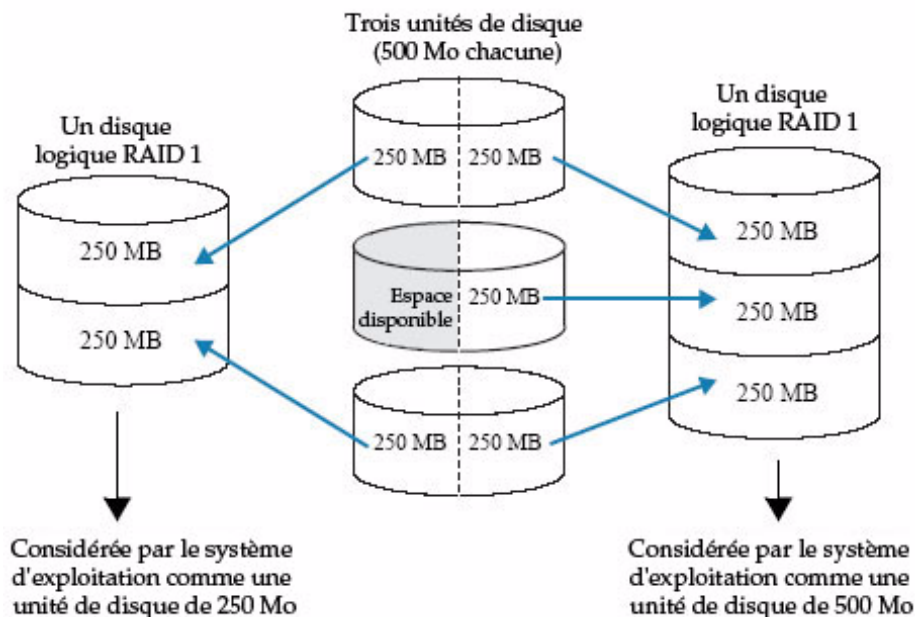 Trois unités de disque
(500 Mo chacune)
Un disque
logique RAID 1
250 MB
250 MB
250 MB
250 MB
Espace
disponible
250 MB
250 MB
250 MB
Un disque
logique RAID 1
250 MB
250 MB
250 MB
Considérée par le système
d'exploitation comme une
unité de disque de 250 Mo
Considérée par le système
d'exploitation comme une
unité de disque de 500 Mo